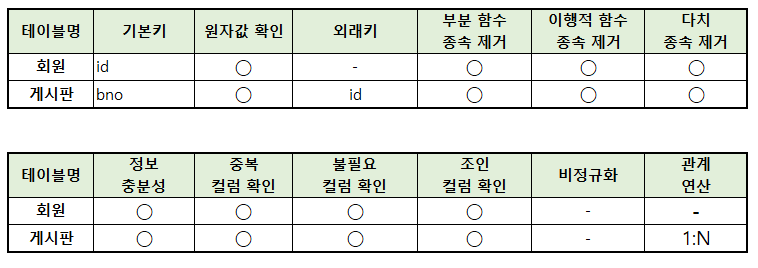 테이블명 기본키 원자값 확인 외래키 부분 함수 종속 제거 이행적 함수 종속 제거 다치 종속 제거
회원 id ○ - ○ ○ ○
게시판 bno ○ id ○ ○ ○
테이블명 정보 충분성 중복 컬럼 확인 불필요 컬럼 확인 조인 컬럼 확인 비정규화 관계 연산
회원 ○ ○ ○ ○ - -
게시판 ○ ○ ○ ○ - 1:N